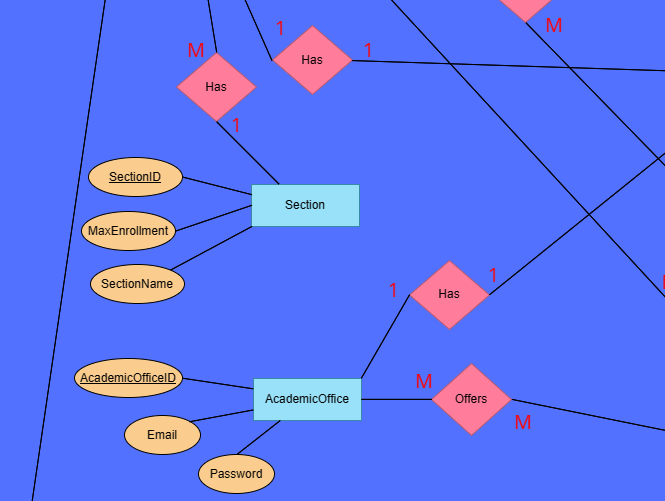 1
M
M
Has
1
Has
1
SectionID
Section
MaxEnrollment
SectionName
1
1
Has
AcademicOfficeID
M
AcademicOffice
Offers
M
Email
Password